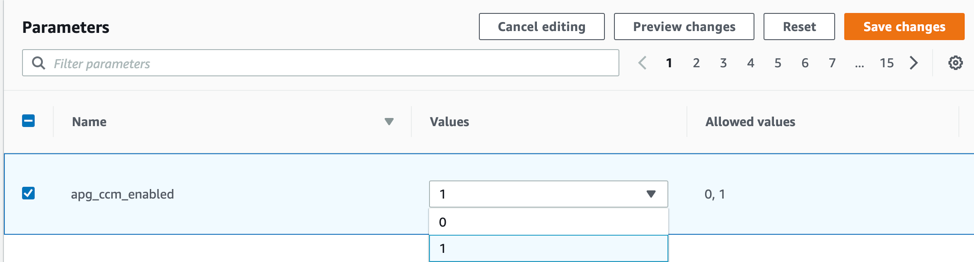 Parameters
Cancel editing
Preview changes
Reset
Save changes
Filter parameters
1 2 3 4 5 6 7 ... 15
Name
Values
Allowed values
apg_ccm_enabled
1
0, 1
0
1